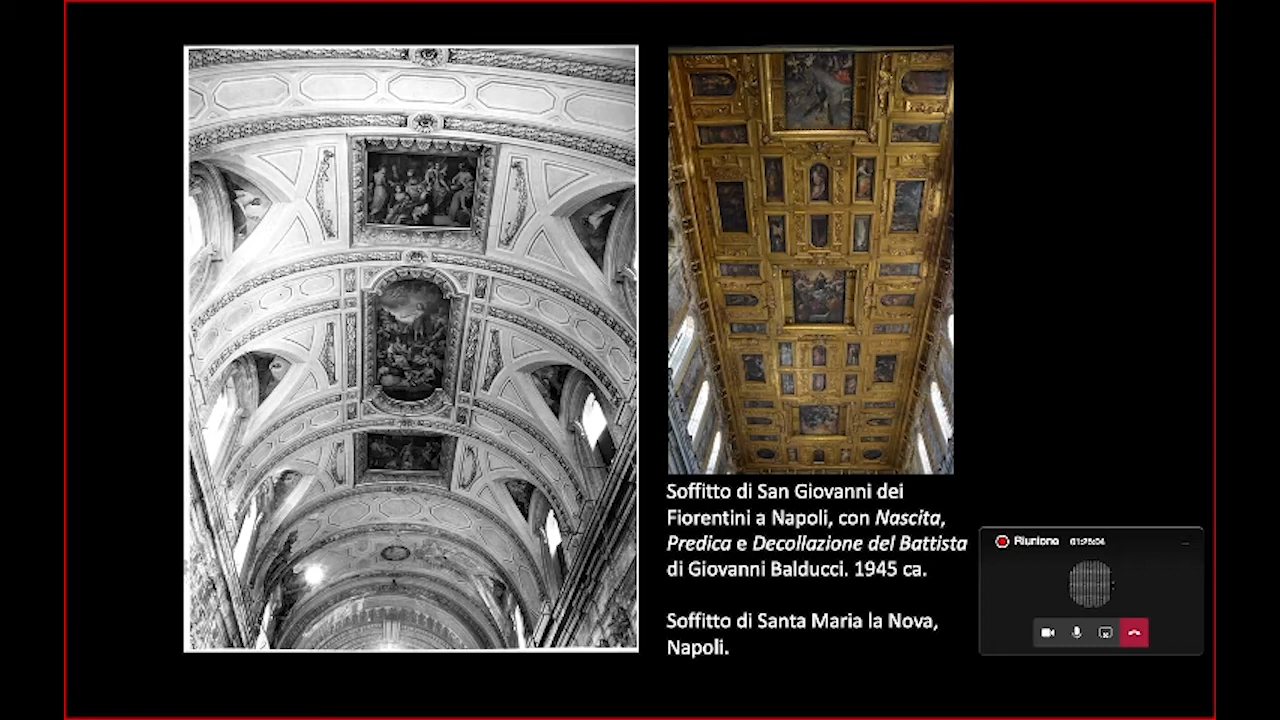 Soffitto di San Giovanni dei
Fiorentini a Napoli, con Nascita,
Predica e Decollazione del Battista
di Giovanni Balducci. 1945 ca.
Soffitto di Santa Maria la Nova,
Napoli.
Riunione